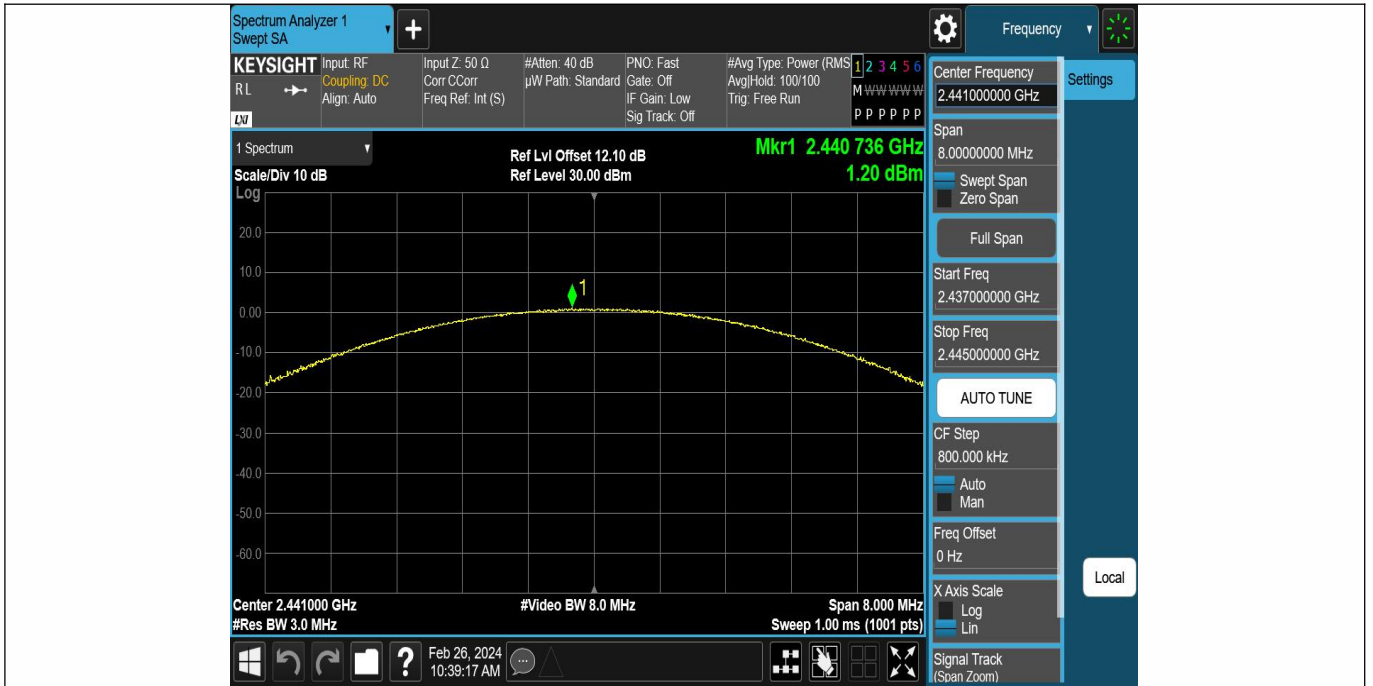 Spectrum Analyzer 1
Swept SA
+
Frequency
KEYSIGHT
RL
LXI
Input: RF
Coupling: DC
Align: Auto
Input Z: 50 Ω
Corr CCorr
Freq Ref: Int (S)
#Atten: 40 dB
µW Path: Standard
PNO: Fast
Gate: Off
IF Gain: Low
Sig Track: Off
#Avg Type: Power (RMS
Avg|Hold: 100/100
Trig: Free Run
1 2 3 4 5 6
M W W W W W
P P P P P P
1 Spectrum
Scale/Div 10 dB
Ref Lvl Offset 12.10 dB
Ref Level 30.00 dBm
Mkr1 2.440 736 GHz
1.20 dBm
Log
20.0
10.0
0.00
-10.0
-20.0
-30.0
-40.0
-50.0
-60.0
1
Center 2.441000 GHz
#Res BW 3.0 MHz
#Video BW 8.0 MHz
Span 8.000 MHz
Sweep 1.00 ms (1001 pts)
Center Frequency
2.441000000 GHz
Settings
Span
8.00000000 MHz
Swept Span
Zero Span
Full Span
Start Freq
2.437000000 GHz
Stop Freq
2.445000000 GHz
AUTO TUNE
CF Step
800.000 kHz
Auto
Man
Freq Offset
0 Hz
X Axis Scale
Log
Lin
Local
Signal Track
(Span Zoom)
?
Feb 26, 2024
10:39:17 AM